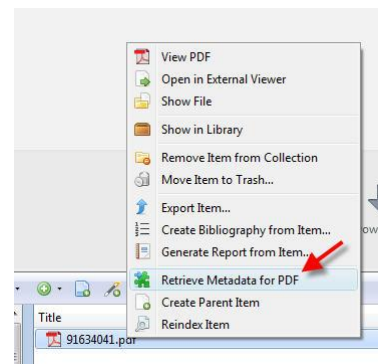 View PDF
Open in External Viewer
Show File
Show in Library
Remove Item from Collection
Move Item to Trash...
Export Item...
Create Bibliography from Item...
Generate Report from Item...
Retrieve Metadata for PDF
Create Parent Item
Reindex Item
Title
91634041.pdf